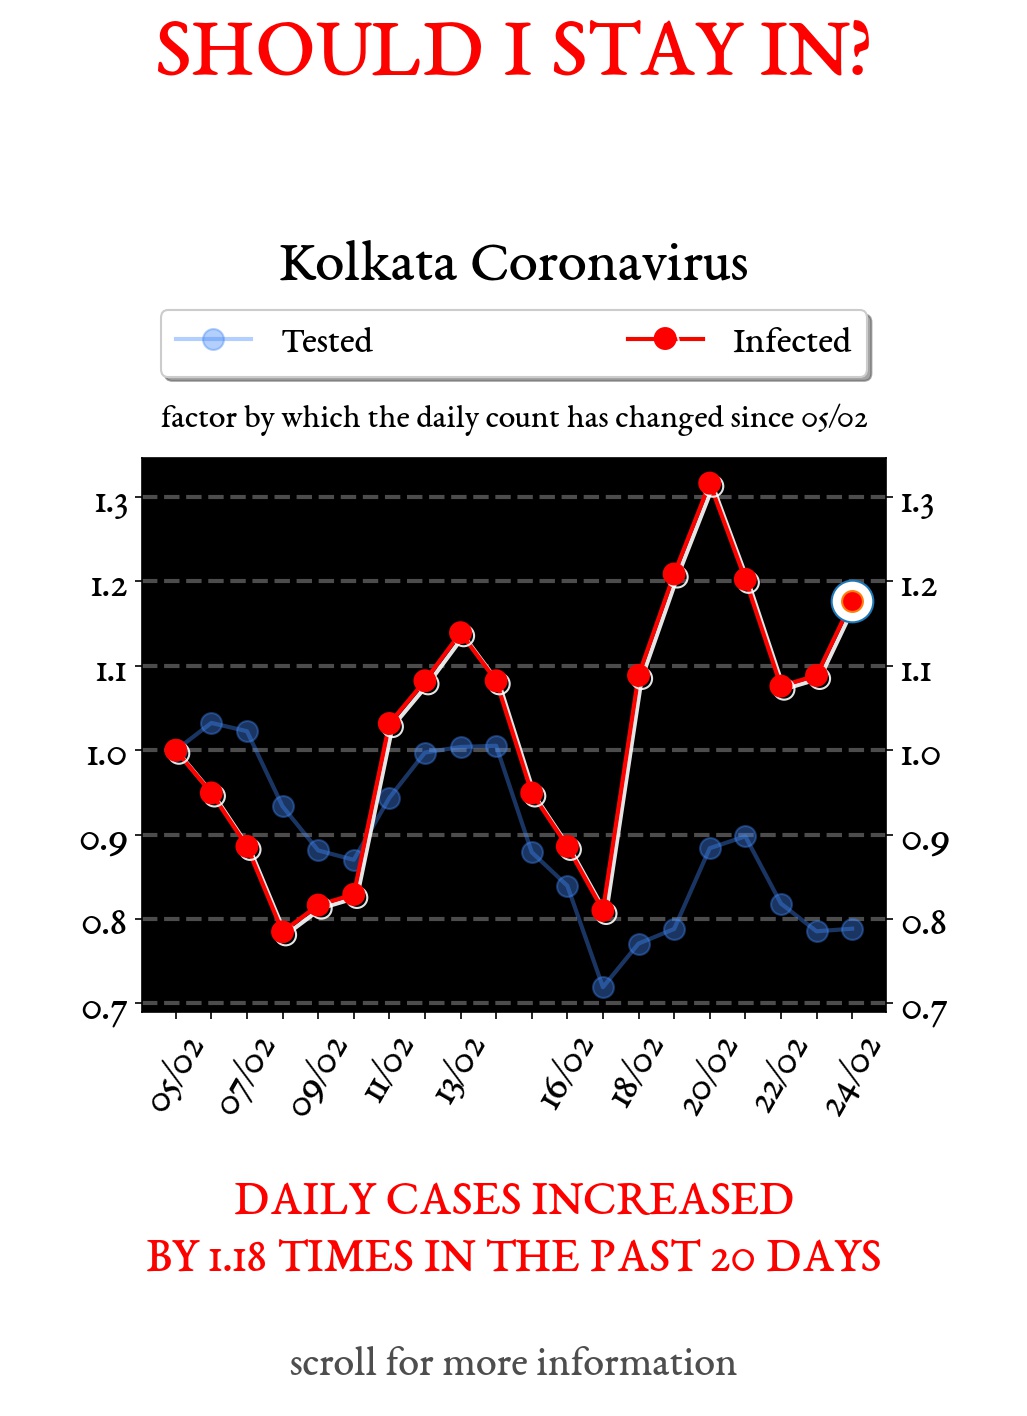 SHOULD I STAY IN?
Kolkata Coronavirus
Tested Infected
factor by which the daily count has changed since 05/02
1.3 1.3
1.2 1.2
1.1 1.1
1.0 1.0
0.9 0.9
0.8 0.8
0.7 0.7
05/02 07/02 09/02 11/02 13/02 16/02 18/02 20/02 22/02 24/02
DAILY CASES INCREASED
BY 1.18 TIMES IN THE PAST 20 DAYS
scroll for more information